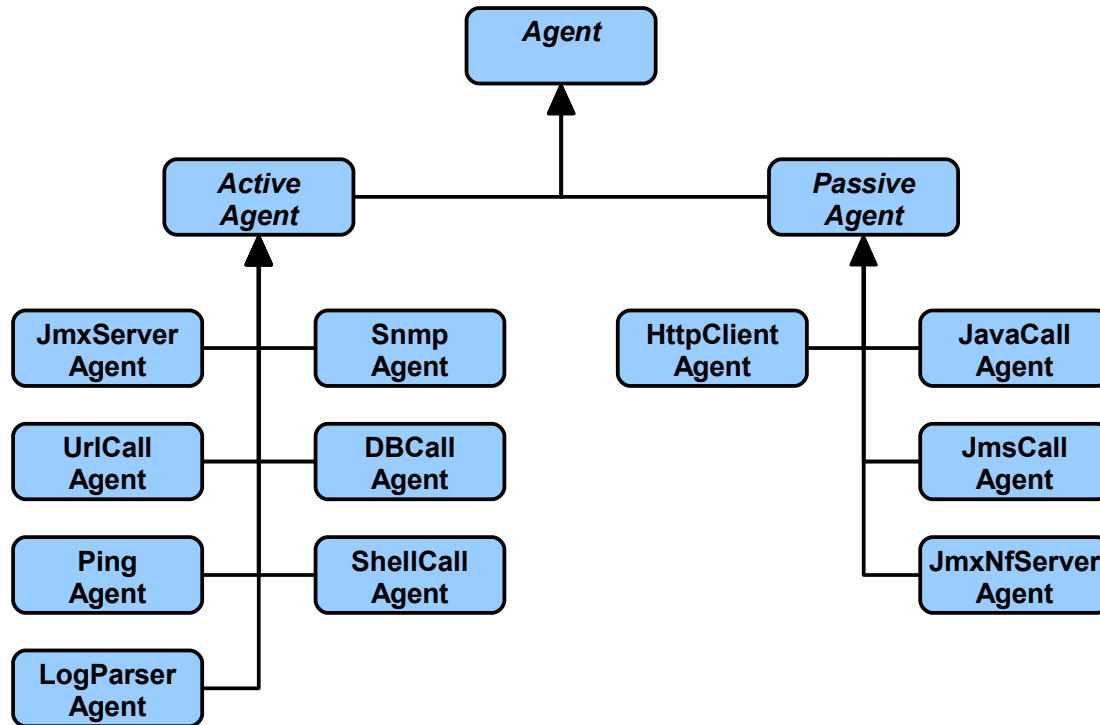 Agent
Active
Agent
Passive
Agent
JmxServer
Agent
Snmp
Agent
HttpClient
Agent
JavaCall
Agent
UrlCall
Agent
DBCall
Agent
JmsCall
Agent
Ping
Agent
ShellCall
Agent
JmxNfServer
Agent
LogParser
Agent